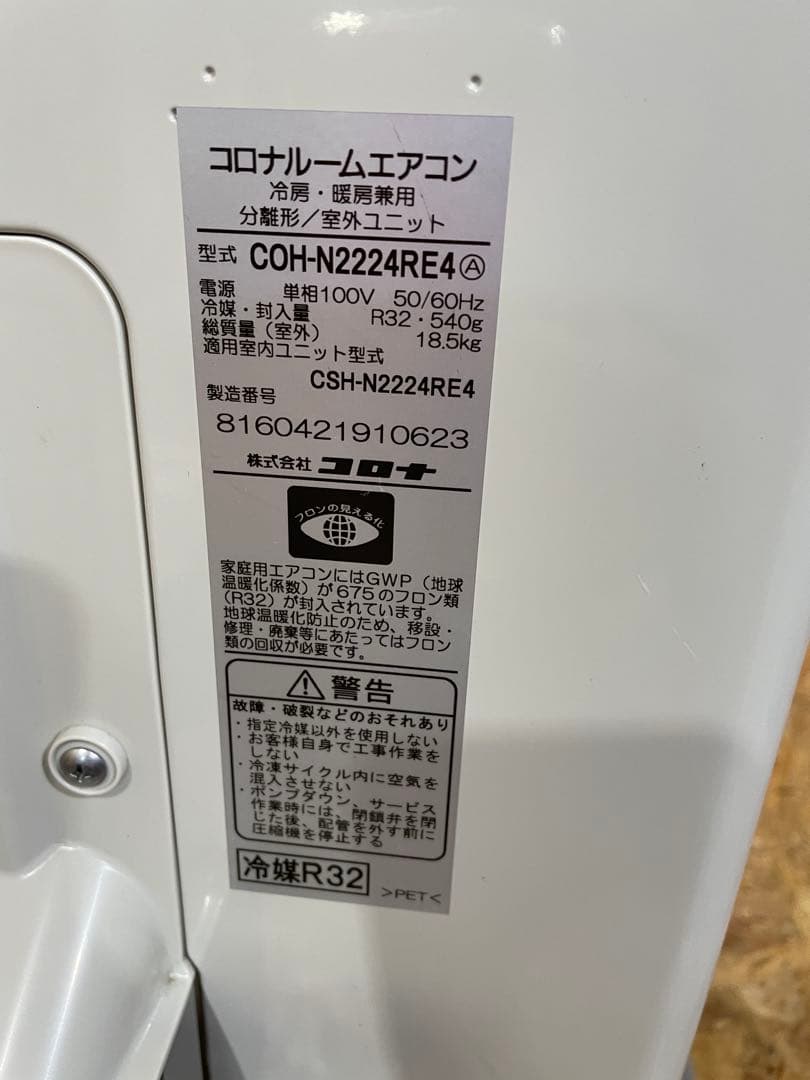 コロナルームエアコン
冷房・暖房兼用
分離形／室外ユニット
型式 COH-N2224RE4Ⓐ
電源 単相100V 50/60Hz
冷媒・封入量 R32・540g
総質量（室外） 18.5kg
適用室内ユニット型式
CSH-N2224RE4
製造番号
8160421910623
株式会社 コロナ
フロンの見える化
家庭用エアコンにはGWP（地球
温暖化係数）が675のフロン類
（R32）が封入されています。
地球温暖化防止のため、移設・
修理・廃棄等にあたってはフロン
類の回収が必要です。
警告
故障・破裂などのおそれあり
・指定冷媒以外を使用しない
・お客様自身で工事作業を
しない
・冷凍サイクル内に空気を
混入させない
・ポンプダウン、サービス
作業時には、閉鎖弁を閉
じた後、配管を外す前に
圧縮機を停止する
冷媒R32
>PET<